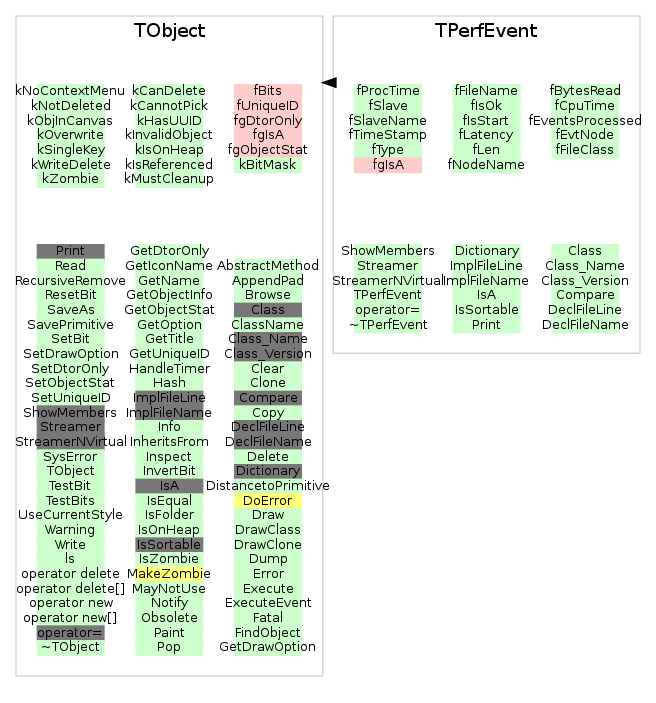 TObject
kNoContextMenu
kNotDeleted
kObjInCanvas
kOverwrite
kSingleKey
kWriteDelete
kZombie
kCanDelete
kCannotPick
kHasUUID
kInvalidObject
kIsOnHeap
kIsReferenced
kMustCleanup
fBits
fUniqueID
fgDtorOnly
fgIsA
fgObjectStat
kBitMask
Print
Read
RecursiveRemove
ResetBit
SaveAs
SavePrimitive
SetBit
SetDrawOption
SetDtorOnly
SetObjectStat
SetUniqueID
ShowMembers
Streamer
StreamerNVirtual
SysError
TObject
TestBit
TestBits
UseCurrentStyle
Warning
Write
ls
operator delete
operator delete[]
operator new
operator new[]
operator=
~TObject
GetDtorOnly
GetIconName
GetName
GetObjectInfo
GetObjectStat
GetOption
GetTitle
GetUniqueID
HandleTimer
Hash
ImplFileLine
ImplFileName
Info
InheritsFrom
Inspect
InvertBit
IsA
IsEqual
IsFolder
IsOnHeap
IsSortable
IsZombie
MakeZombie
MayNotUse
Notify
Obsolete
Paint
Pop
AbstractMethod
AppendPad
Browse
Class
ClassName
Class_Name
Class_Version
Clear
Clone
Compare
Copy
DeclFileLine
DeclFileName
Delete
Dictionary
DistancetoPrimitive
DoError
Draw
DrawClass
DrawClone
Dump
Error
Execute
ExecuteEvent
Fatal
FindObject
GetDrawOption
TPerfEvent
fProcTime
fSlave
fSlaveName
fTimeStamp
fType
fgIsA
fFileName
fIsOk
fIsStart
fLatency
fLen
fNodeName
fBytesRead
fCpuTime
fEventsProcessed
fEvtNode
fFileClass
ShowMembers
Streamer
StreamerNVirtual
TPerfEvent
operator=
~TPerfEvent
Dictionary
ImplFileLine
ImplFileName
IsA
IsSortable
Print
Class
Class_Name
Class_Version
Compare
DeclFileLine
DeclFileName